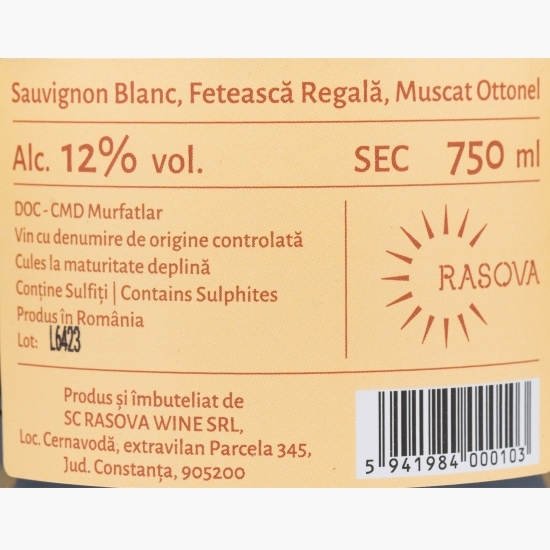 Sauvignon Blanc, Fetească Regală, Muscat Ottonel
Alc. 12% vol.
SEC 750 ml
DOC - CMD Murfatlar
Vin cu denumire de origine controlată
Cules la maturitate deplină
Conține Sulfiți | Contains Sulphites
Produs în România
Lot: L6423
RASOVA
Produs și îmbuteliat de
SC RASOVA WINE SRL,
Loc. Cernavodă, extravilan Parcela 345,
Jud. Constanța, 905200
5 941984 000103